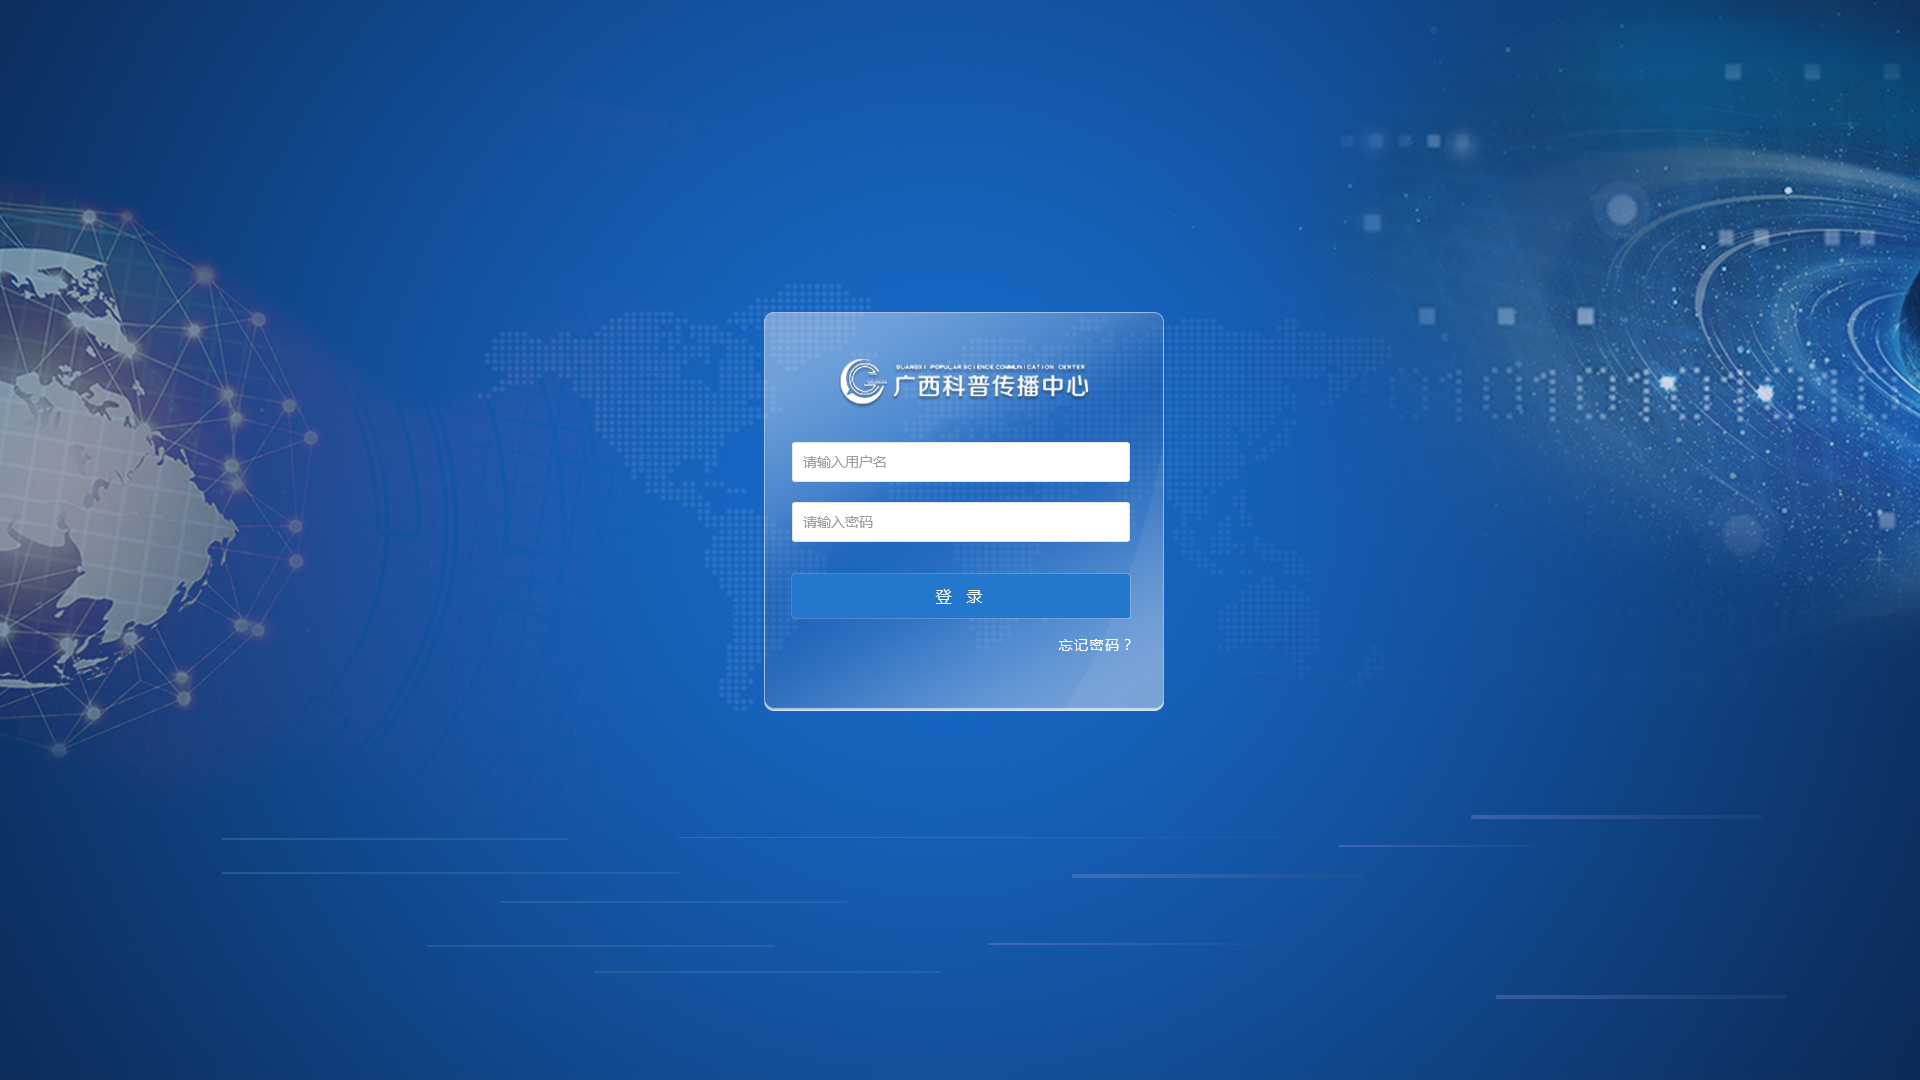 GUANGXI POPULAR SCIENCE COMMUNICATION CENTER
广西科普传播中心
请输入用户名
请输入密码
登 录
忘记密码？